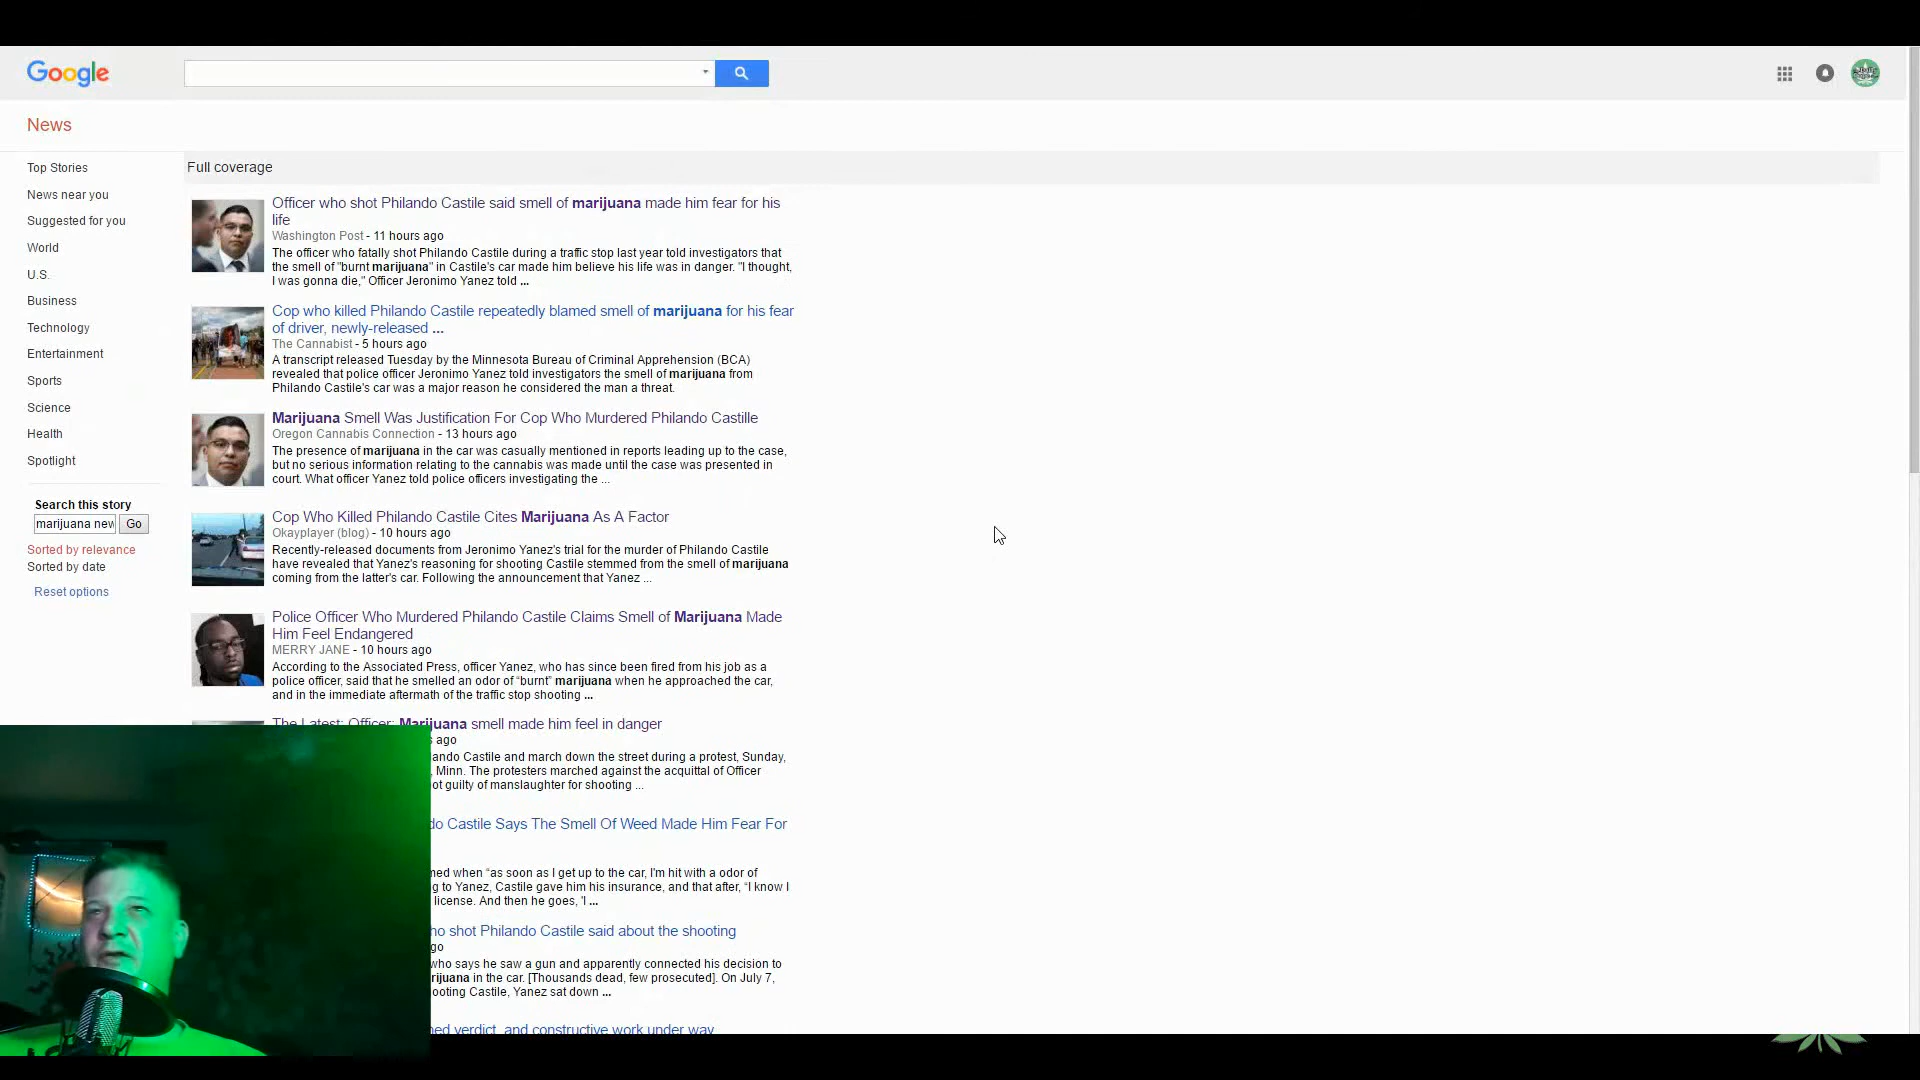 Google
News
Top Stories
News near you
Suggested for you
World
U.S.
Business
Technology
Entertainment
Sports
Science
Health
Spotlight
Search this story
marijuana new
Go
Sorted by relevance
Sorted by date
Reset options
Full coverage
Officer who shot Philando Castile said smell of marijuana made him fear for his
life
Washington Post - 11 hours ago
The officer who fatally shot Philando Castile during a traffic stop last year told investigators that
the smell of "burnt marijuana" in Castile's car made him believe his life was in danger. "I thought,
I was gonna die," Officer Jeronimo Yanez told ...
Cop who killed Philando Castile repeatedly blamed smell of marijuana for his fear
of driver, newly-released ...
The Cannabist - 5 hours ago
A transcript released Tuesday by the Minnesota Bureau of Criminal Apprehension (BCA)
revealed that police officer Jeronimo Yanez told investigators the smell of marijuana from
Philando Castile's car was a major reason he considered the man a threat.
Marijuana Smell Was Justification For Cop Who Murdered Philando Castille
Oregon Cannabis Connection - 13 hours ago
The presence of marijuana in the car was casually mentioned in reports leading up to the case,
but no serious information relating to the cannabis was made until the case was presented in
court. What officer Yanez told police officers investigating the ...
Cop Who Killed Philando Castile Cites Marijuana As A Factor
Okayplayer (blog) - 10 hours ago
Recently-released documents from Jeronimo Yanez's trial for the murder of Philando Castile
have revealed that Yanez's reasoning for shooting Castile stemmed from the smell of marijuana
coming from the latter's car. Following the announcement that Yanez ...
Police Officer Who Murdered Philando Castile Claims Smell of Marijuana Made
Him Feel Endangered
MERRY JANE - 10 hours ago
According to the Associated Press, officer Yanez, who has since been fired from his job as a
police officer, said that he smelled an odor of “burnt” marijuana when he approached the car,
and in the immediate aftermath of the traffic stop shooting ...
The Latest: Officer: Marijuana smell made him feel in danger
s ago
ando Castile and march down the street during a protest, Sunday,
, Minn. The protesters marched against the acquittal of Officer
ot guilty of manslaughter for shooting ...
do Castile Says The Smell Of Weed Made Him Fear For
ned when “as soon as I get up to the car, I'm hit with a odor of
g to Yanez, Castile gave him his insurance, and that after, “I know I
license. And then he goes, 'I ...
ho shot Philando Castile said about the shooting
go
who says he saw a gun and apparently connected his decision to
rijuana in the car. [Thousands dead, few prosecuted]. On July 7,
ooting Castile, Yanez sat down ...
ned verdict, and constructive work under way